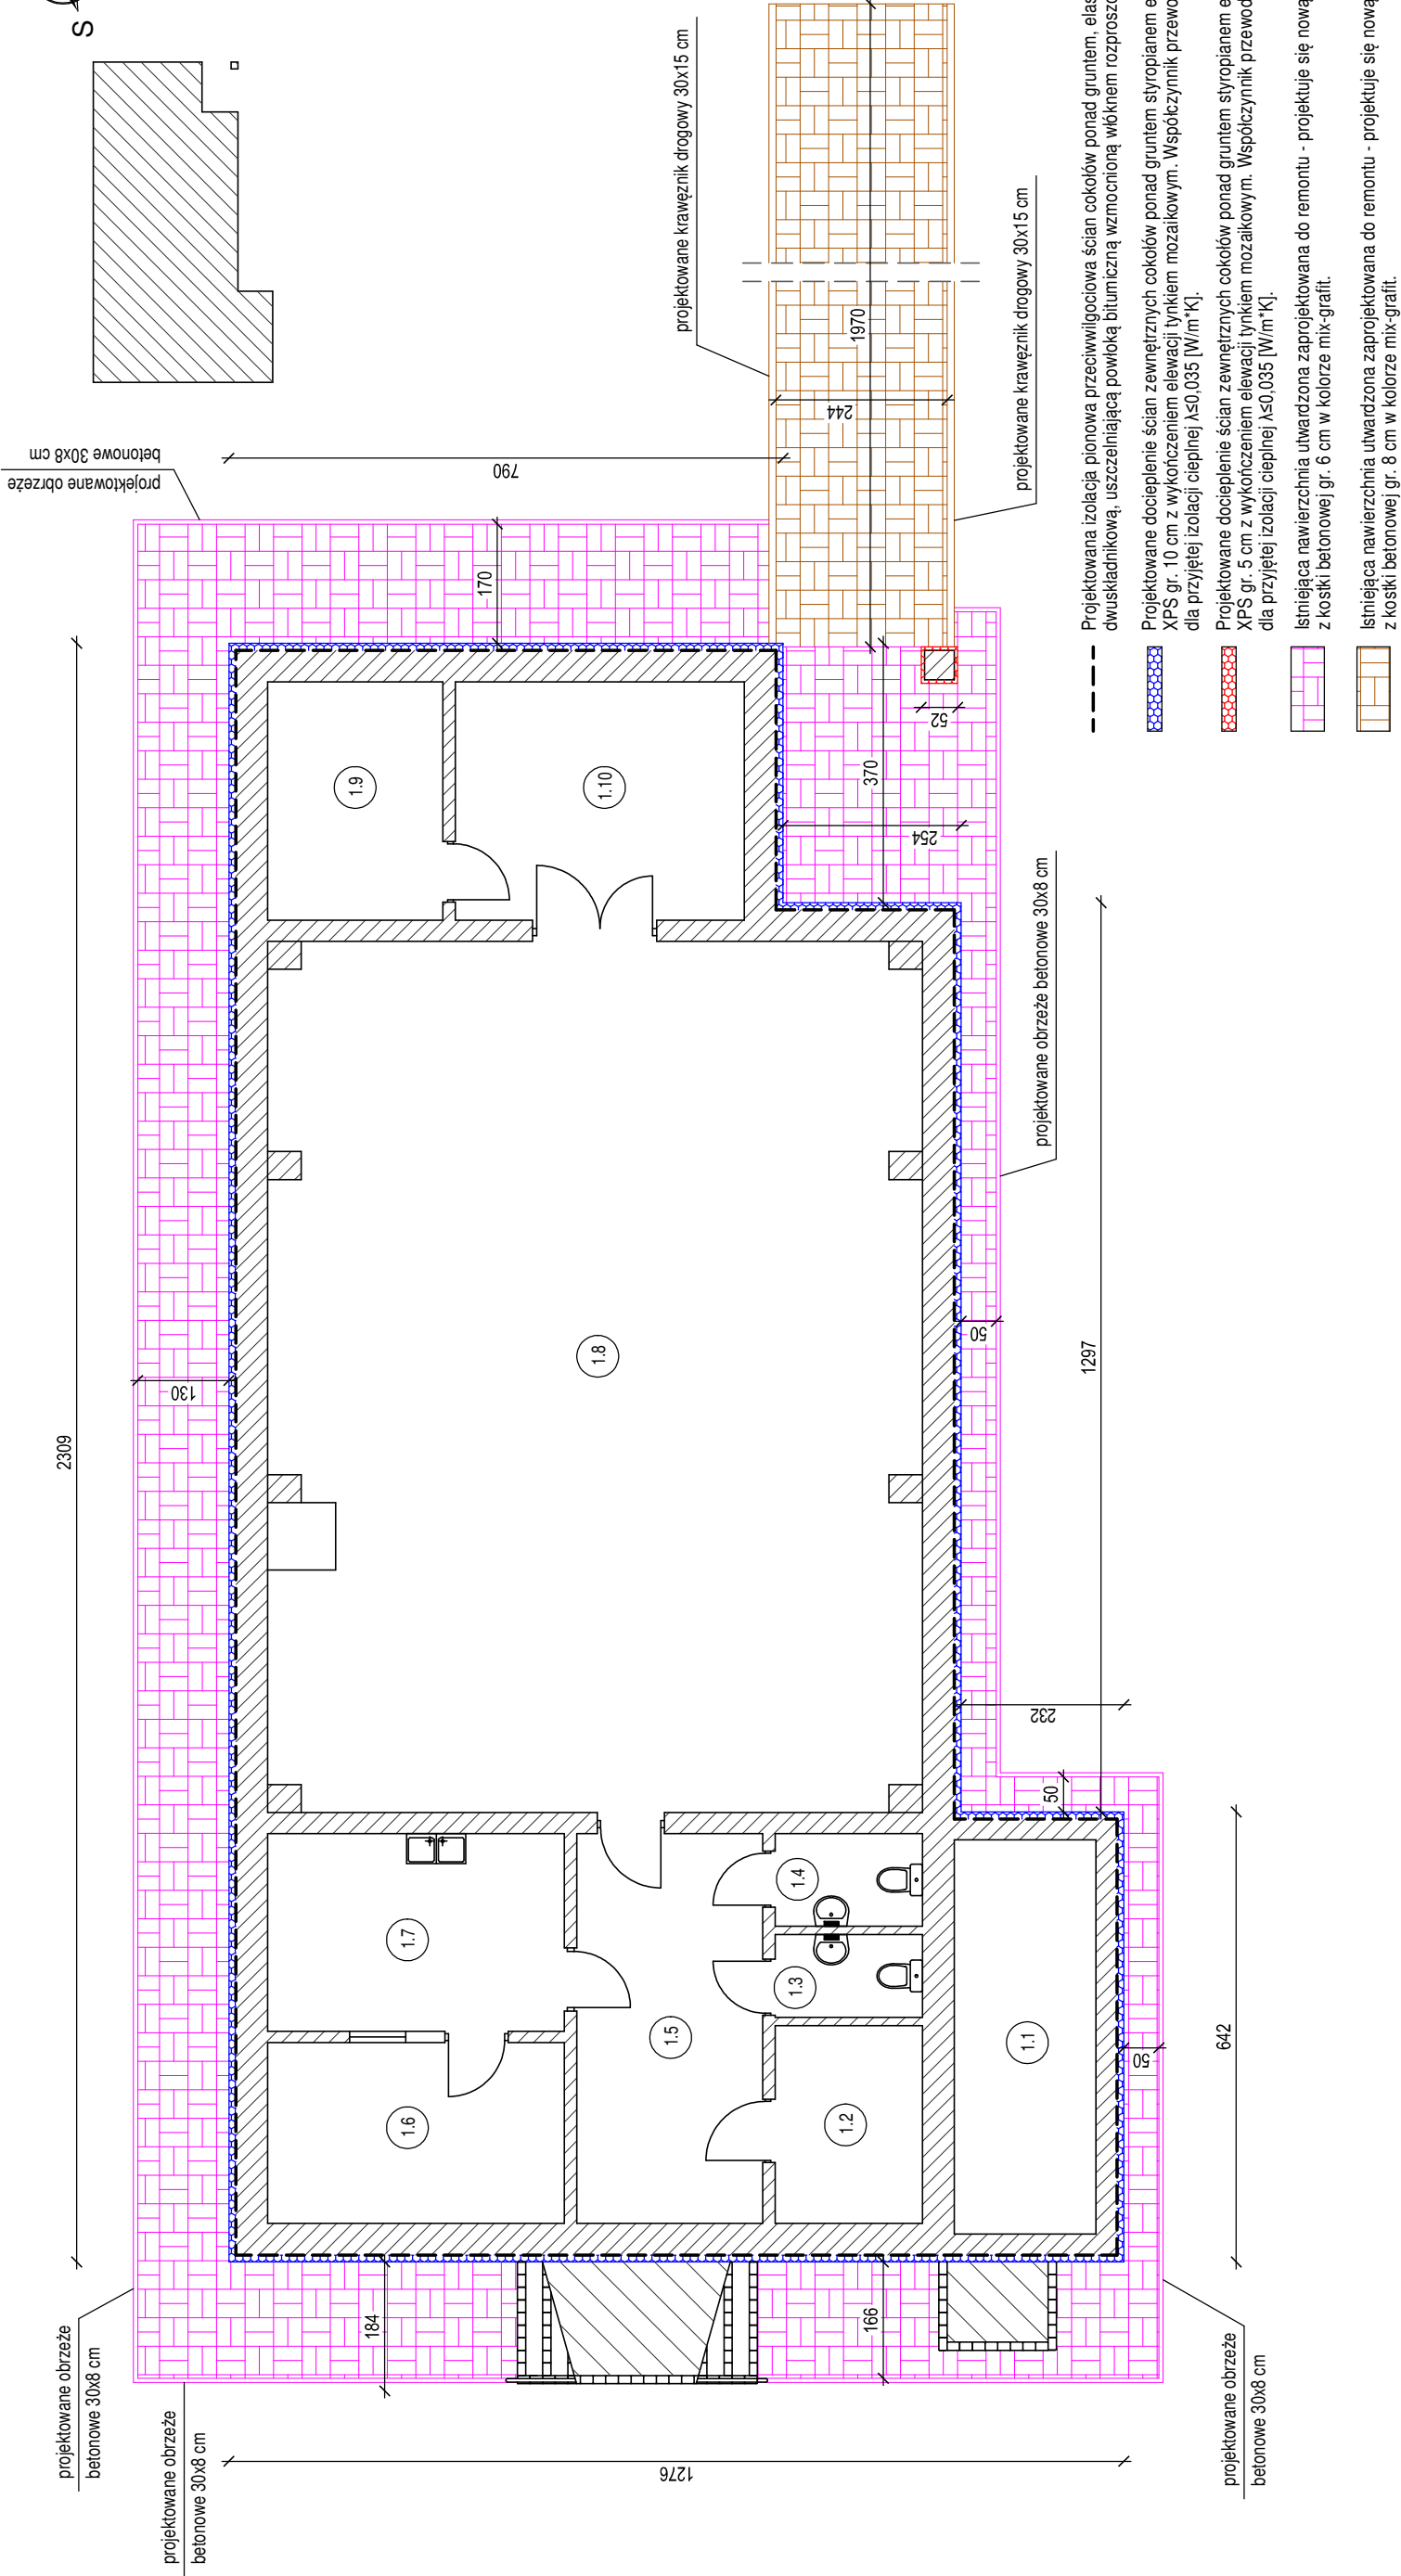 S
projektowane krawężnik drogowy 30x15 cm
projektowane obrzeże
betonowe 30x8 cm
790
1970
244
projektowane krawężnik drogowy 30x15 cm
170
2309
52
370
254
1.9
1.10
projektowane obrzeże betonowe 30x8 cm
130
1.8
50
1297
232
50
1.4
1.7
1.3
1.5
1.1
1.6
1.2
50
642
184
166
projektowane obrzeże
betonowe 30x8 cm
projektowane obrzeże
betonowe 30x8 cm
1276
projektowane obrzeże
betonowe 30x8 cm
Projektowana izolacja pionowa przeciwwilgociowa ścian cokołów ponad gruntem,
dwuskładnikową, uszczelniającą powłoką bitumiczną wzmocnioną włóknem
Projektowane docieplenie ścian zewnętrznych cokołów ponad gruntem styropianem
XPS gr. 10 cm z wykończeniem elewacji tynkiem mozaikowym. Współczynnik
dla przyjętej izolacji cieplnej λ≤0,035 [W/m*K].
Projektowane docieplenie ścian zewnętrznych cokołów ponad gruntem styropianem
XPS gr. 5 cm z wykończeniem elewacji tynkiem mozaikowym. Współczynnik
dla przyjętej izolacji cieplnej λ≤0,035 [W/m*K].
Istniejąca nawierzchnia utwardzona zaprojektowana do remontu - projektuje się nową
z kostki betonowej gr. 6 cm w kolorze mix-grafit.
Istniejąca nawierzchnia utwardzona zaprojektowana do remontu - projektuje się nową
z kostki betonowej gr. 8 cm w kolorze mix-grafit.